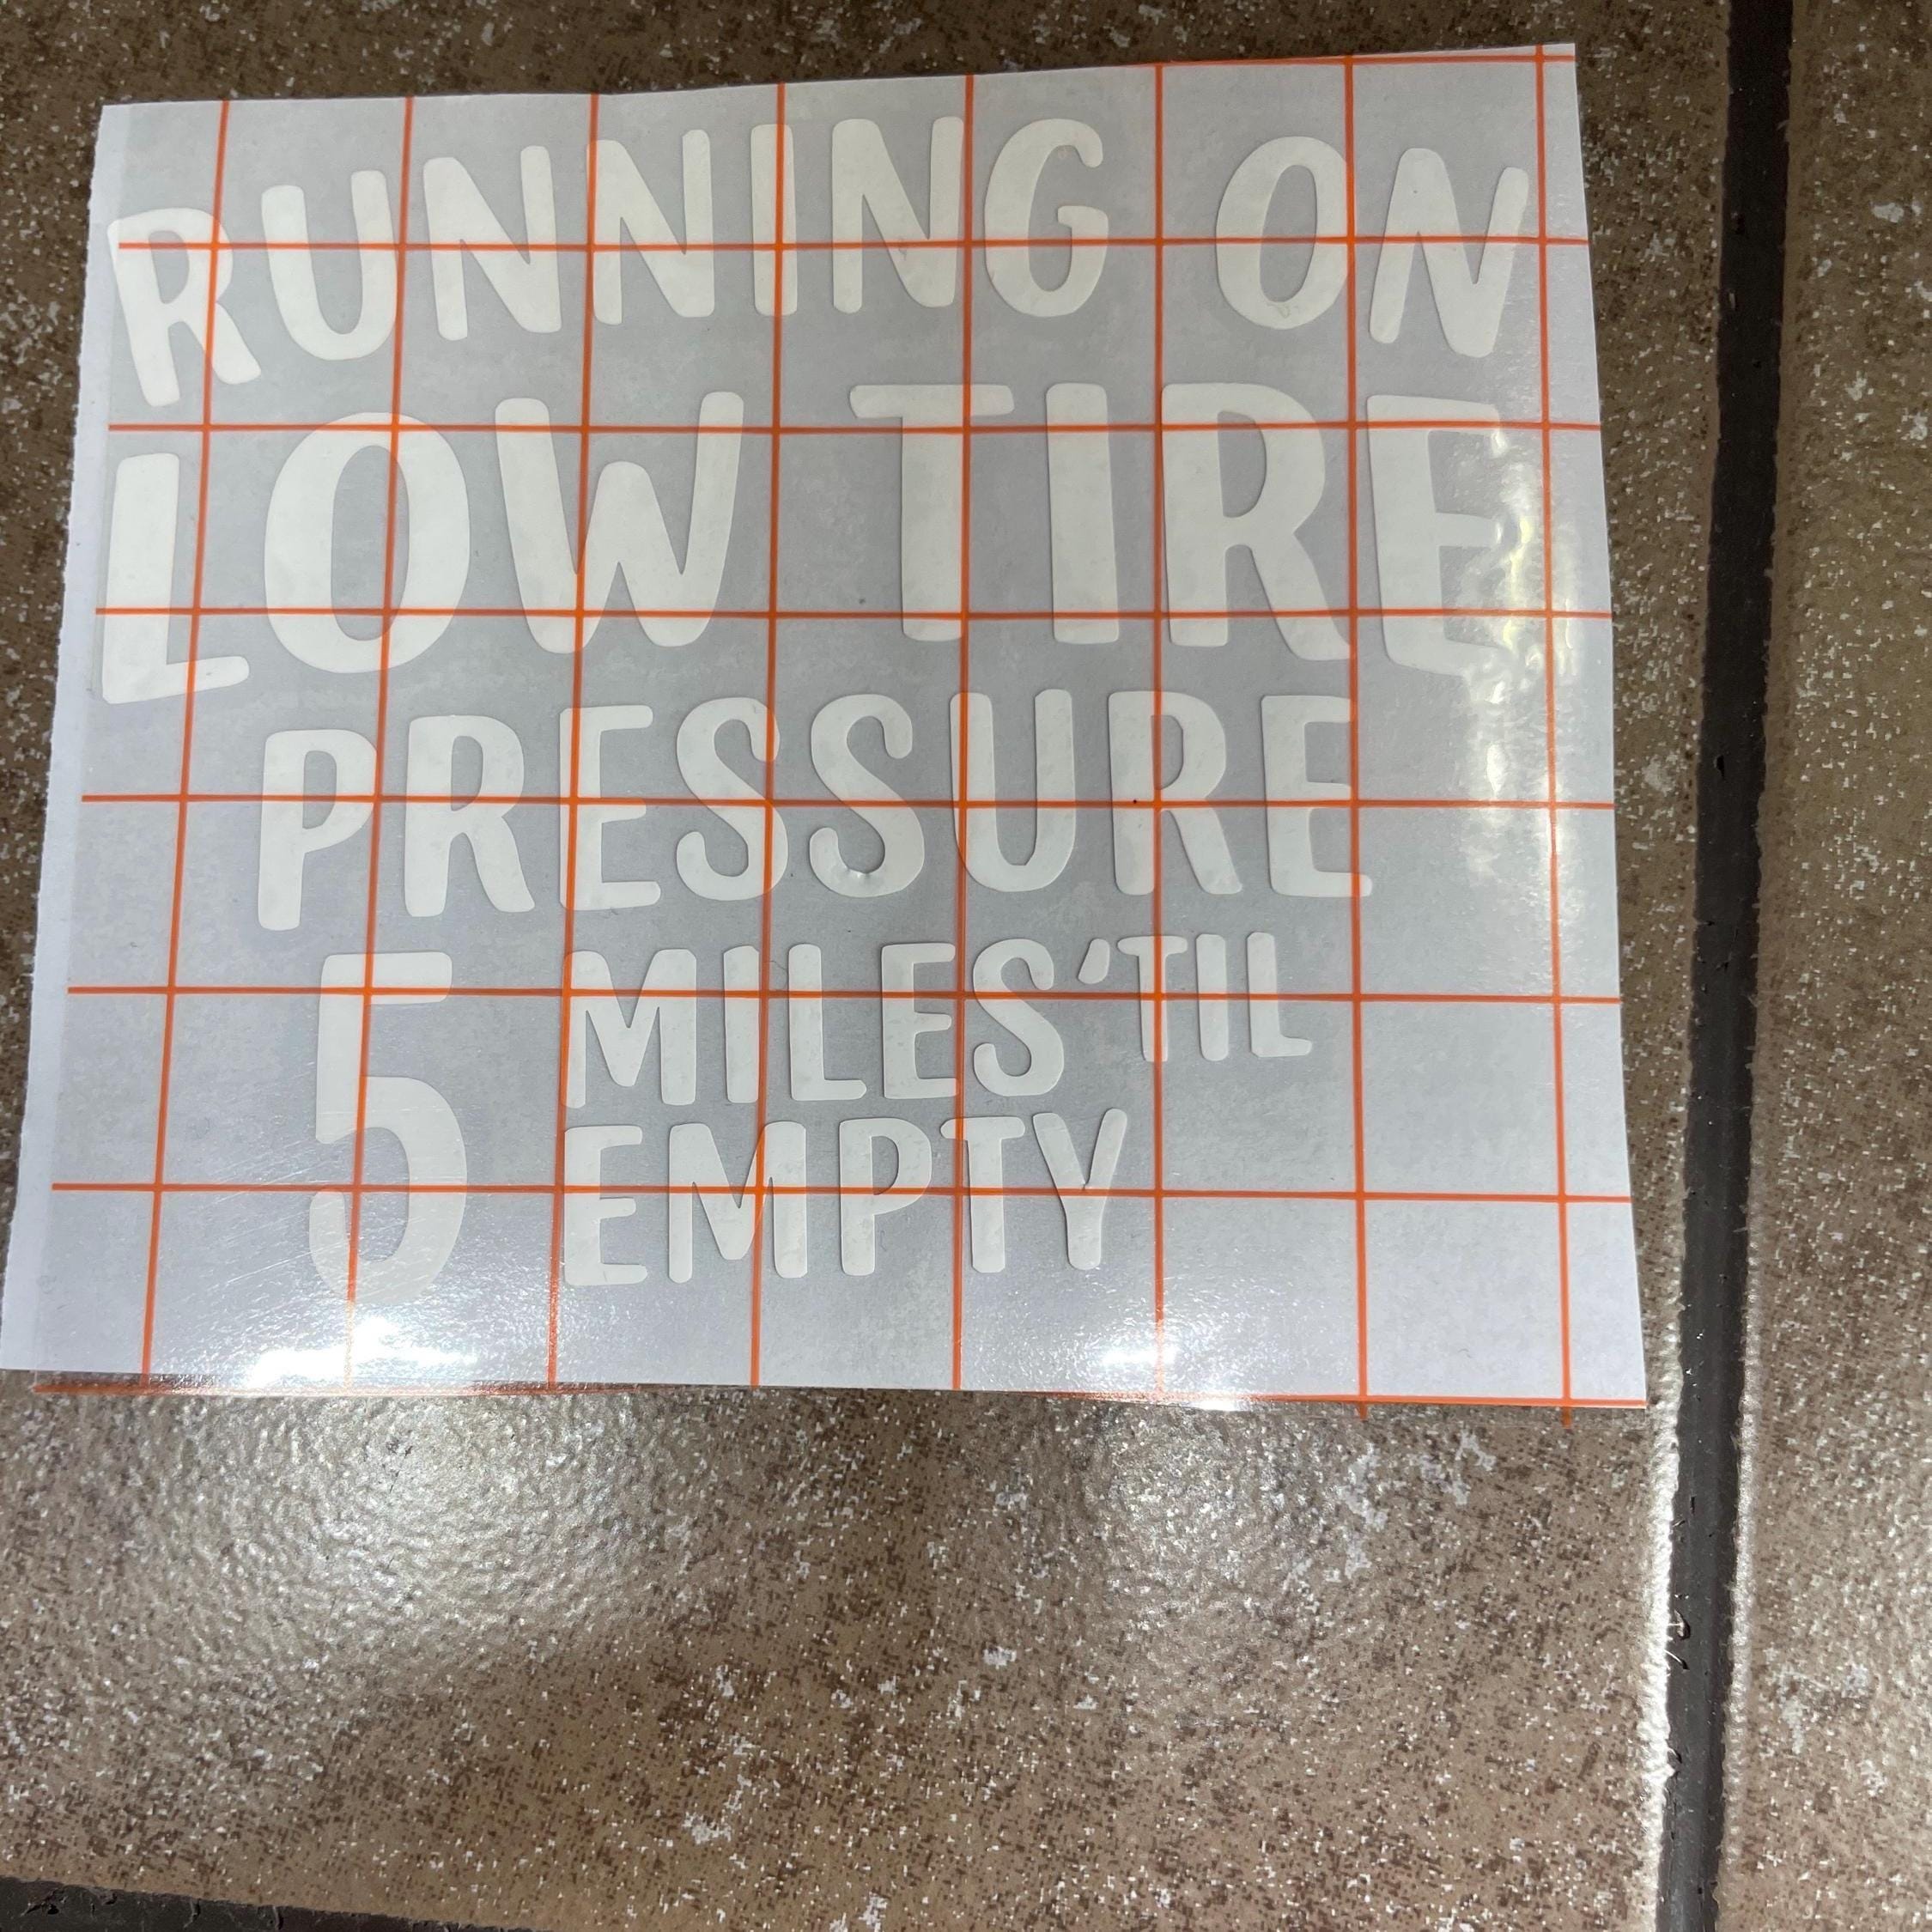 RUNNING ON
LOW TIRE
PRESSURE
5 MILES 'TIL
EMPTY